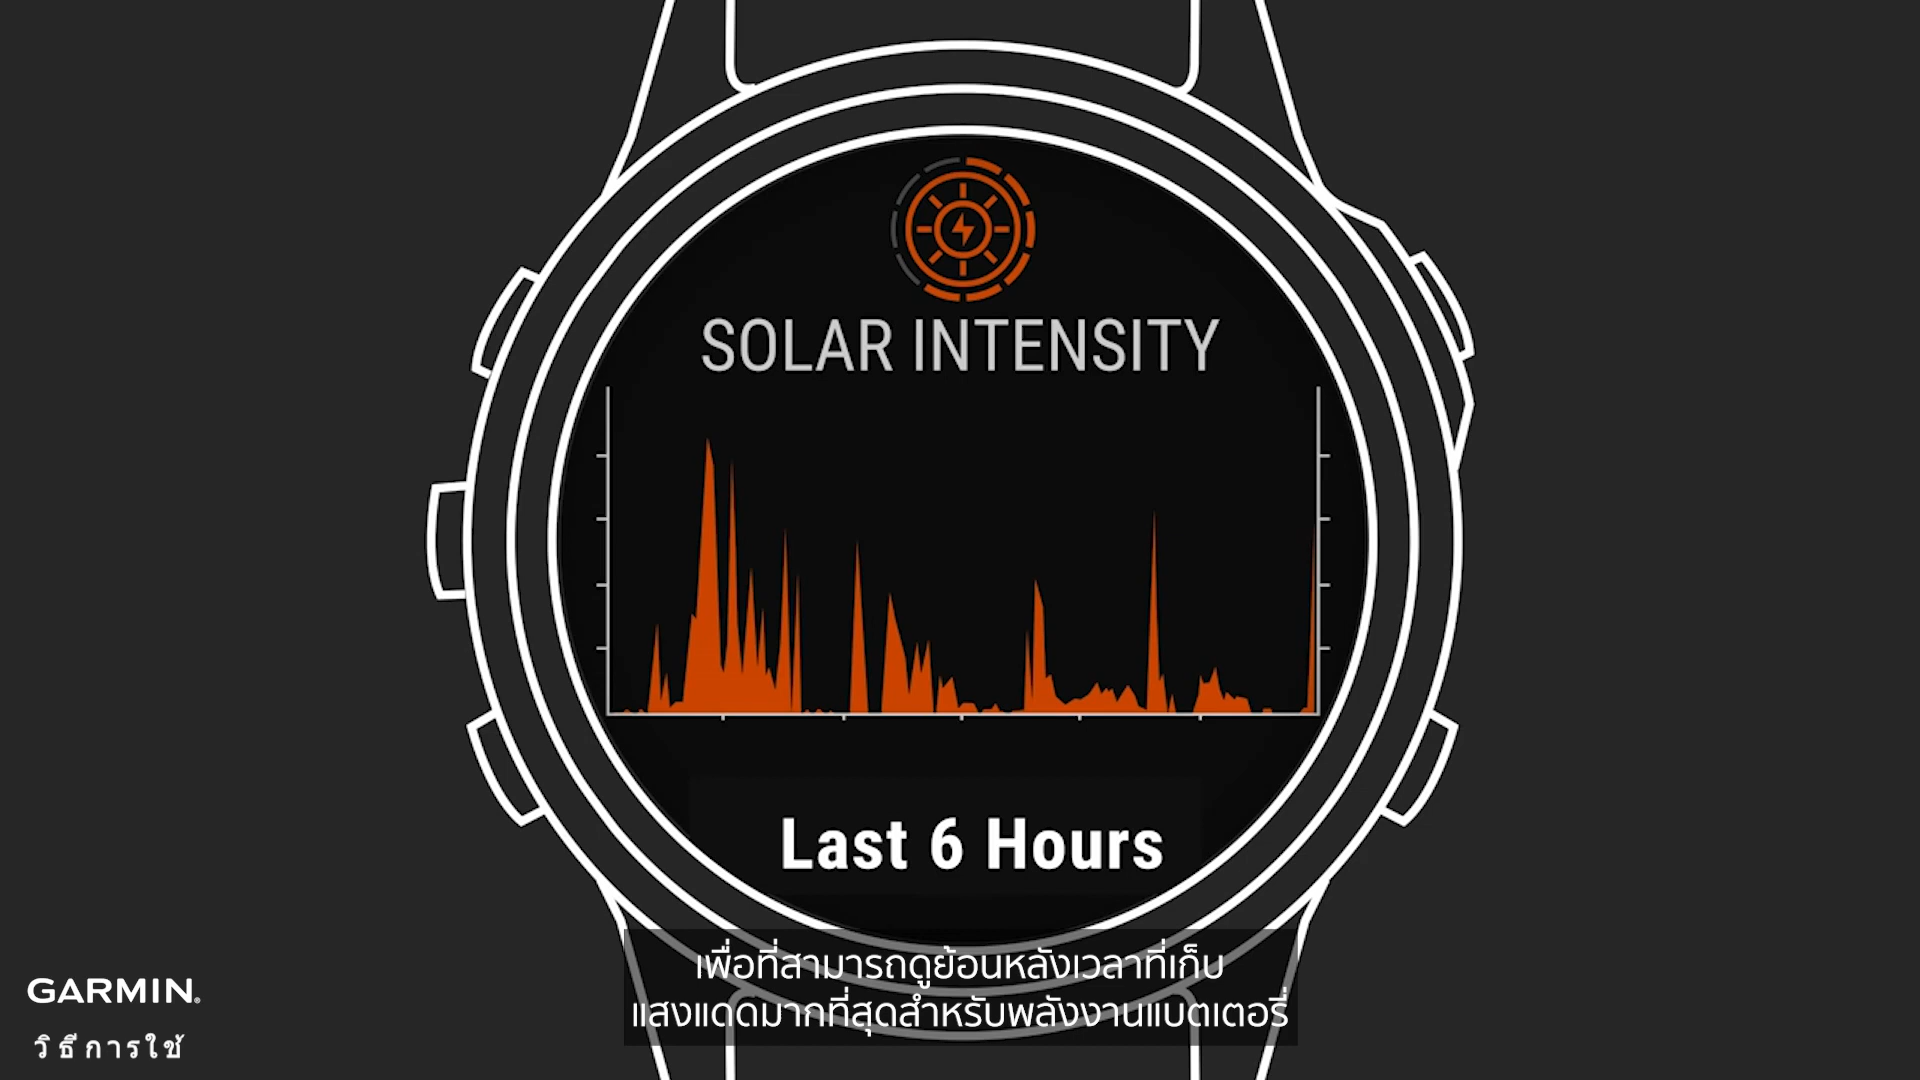 SOLAR INTENSITY
Last 6 Hours
เพื่อที่สามารถดูย้อนหลังเวลาที่เก็บ
แสงแดดมากที่สุดสำหรับพลังงานแบตเตอรี่
GARMIN®
วิธีการใช้